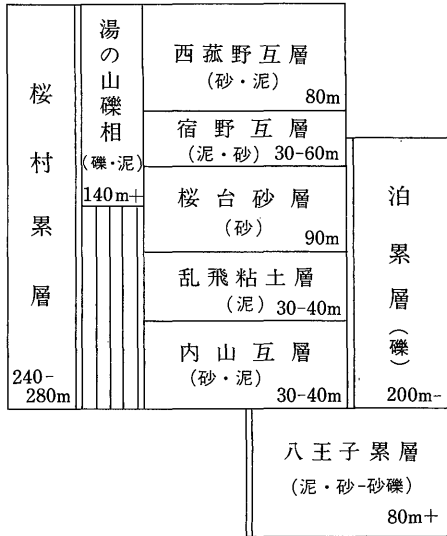 桜村累層
240-
280m
湯の山礫相
(礫・泥)
140m+
西菰野互層
(砂・泥)
80m
宿野互層
(泥・砂) 30-60m
桜台砂層
(砂)
90m
乱飛粘土層
(泥) 30-40m
内山互層
(砂・泥)
30-40m
泊累層(礫)
200m-
八王子累層
(泥・砂-砂礫)
80m+